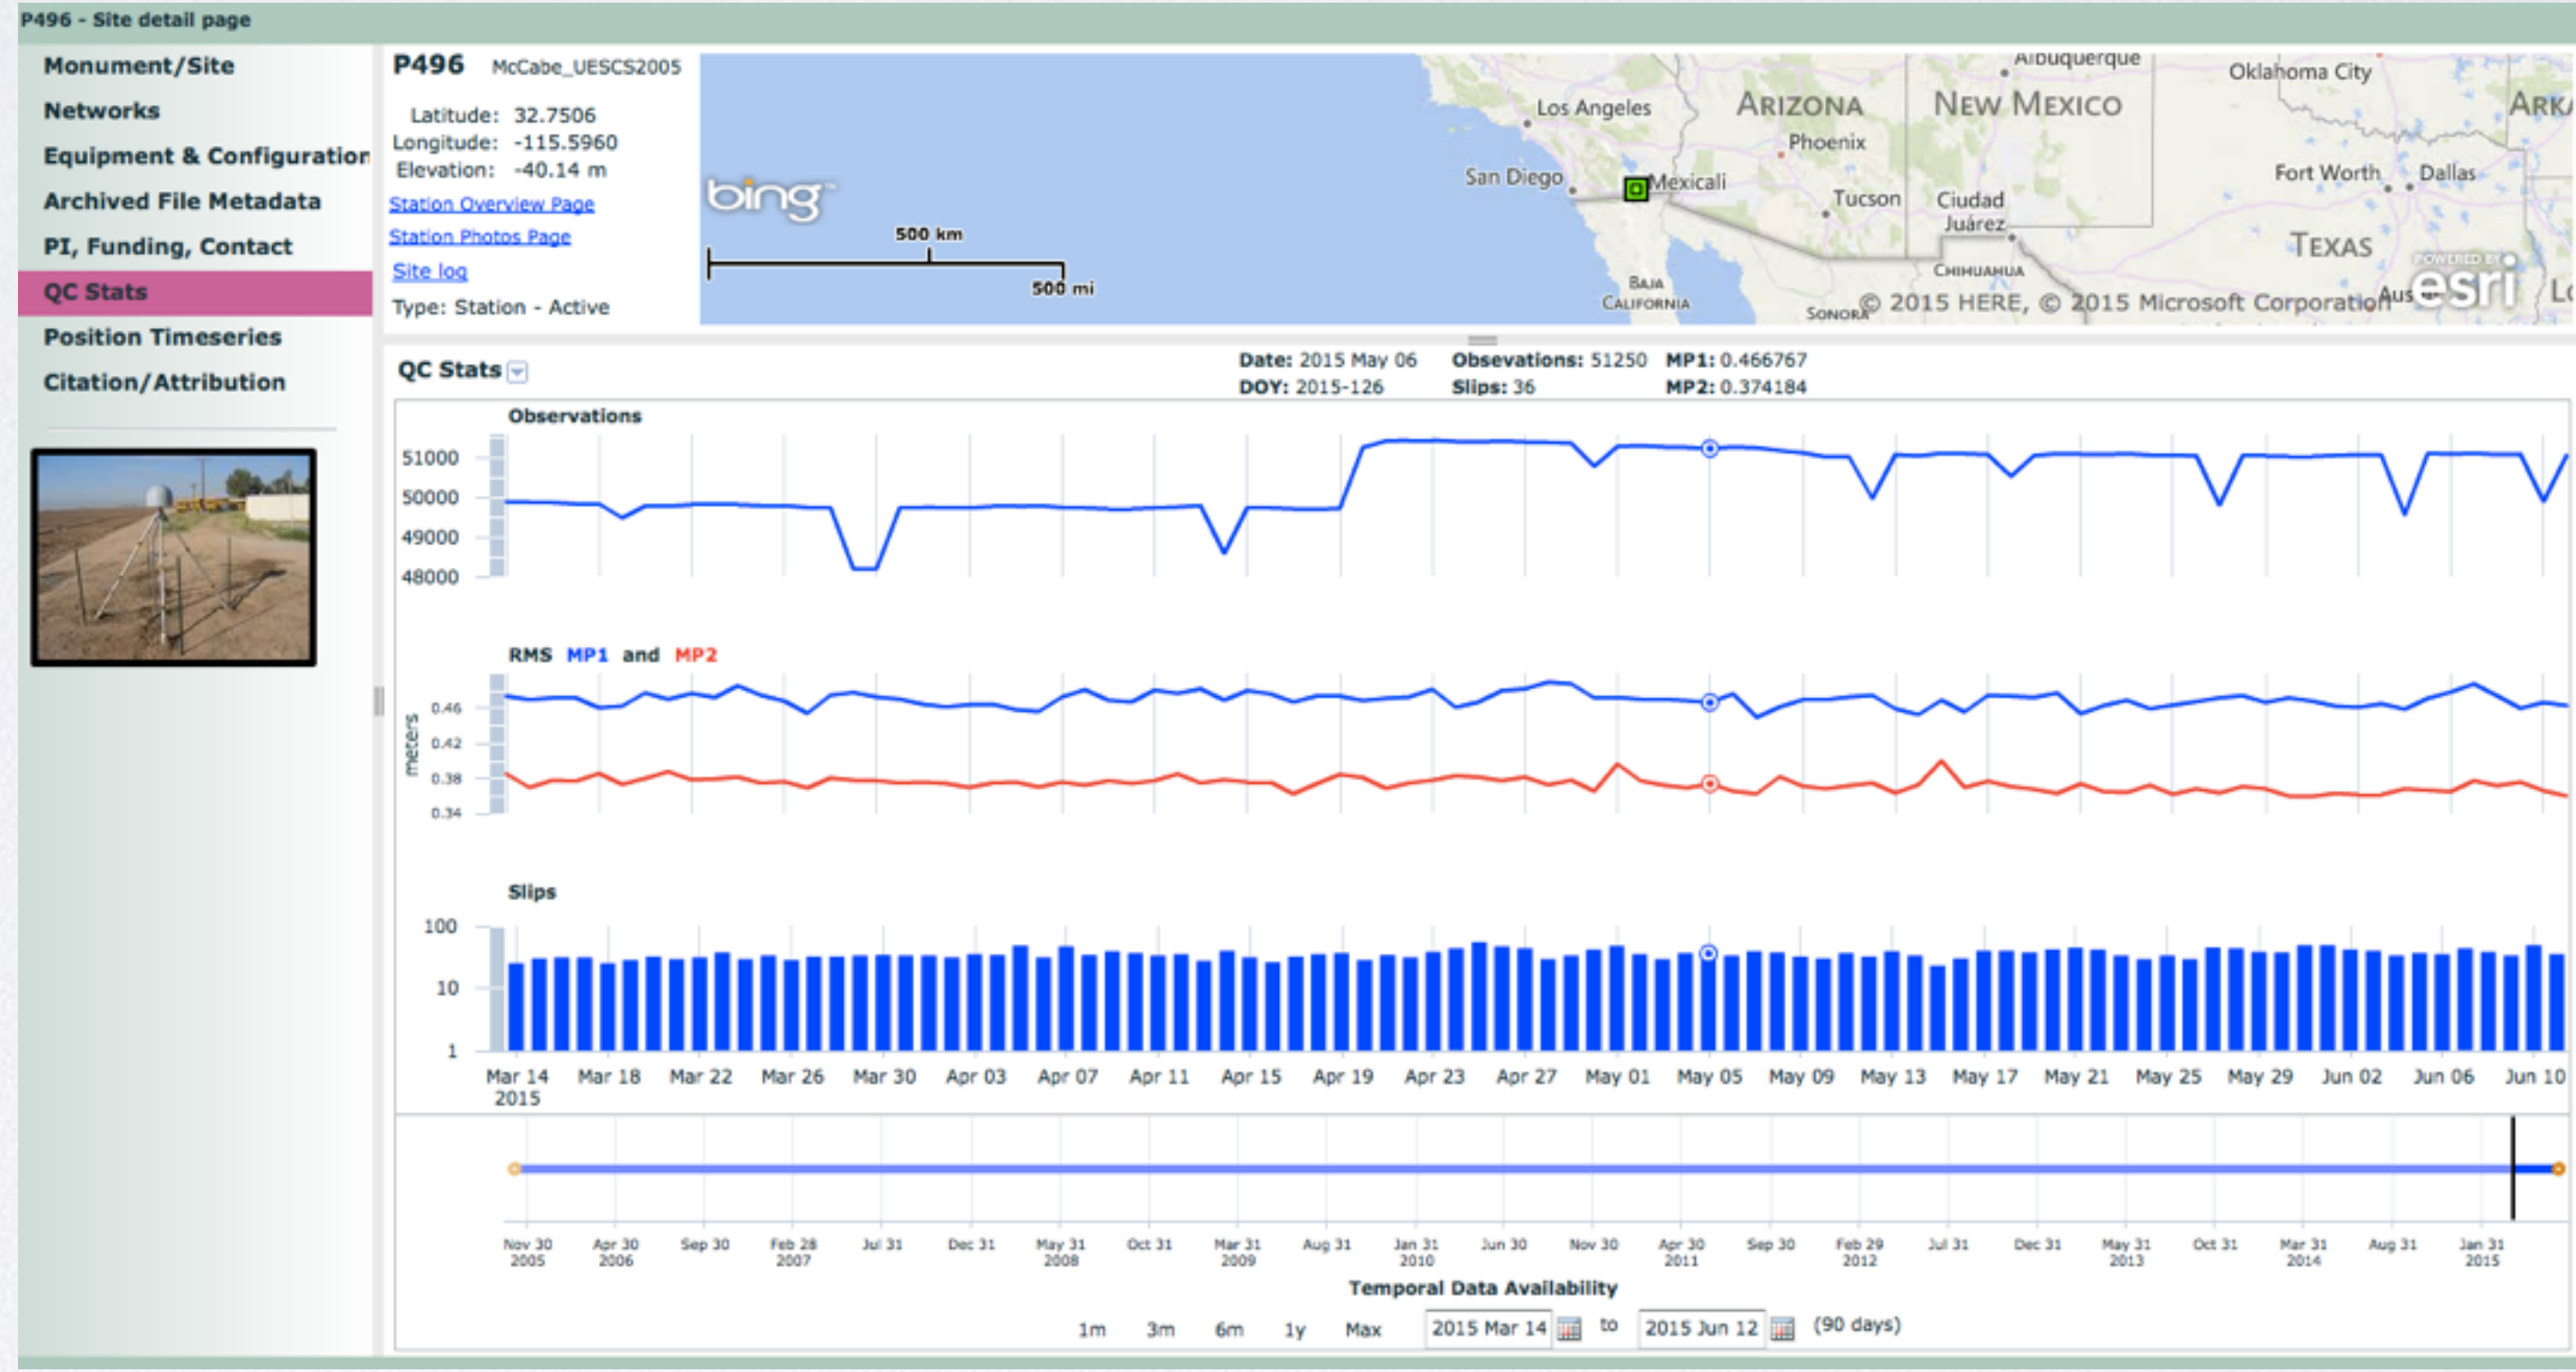 P496 - Site detail page
Monument/Site
Networks
Equipment & Configuration
Archived File Metadata
PI, Funding, Contact
QC Stats
Position Timeseries
Citation/Attribution
P496 McCabe_UESCS2005
Latitude: 32.7506
Longitude: -115.5960
Elevation: -40.14 m
Station Overview Page
Station Photos Page
Site log
Type: Station - Active
bing
500 km
500 mi
Albuquerque
Oklahoma City
Los Angeles
ARIZONA
NEW MEXICO
ARKA
Phoenix
San Diego
Mexicali
Fort Worth
Dallas
Tucson
Ciudad
Juárez
TEXAS
POWERED BY
esri
CHIHUAHUA
BAJA
CALIFORNIA
SONORA
Aus
© 2015 HERE, © 2015 Microsoft Corporation
QC Stats
Date: 2015 May 06 Obsevations: 51250 MP1: 0.466767
DOY: 2015-126 Slips: 36 MP2: 0.374184
Observations
51000
50000
49000
48000
RMS MP1 and MP2
meters
0.46
0.42
0.38
0.34
Slips
100
10
1
Mar 14 Mar 18 Mar 22 Mar 26 Mar 30 Apr 03 Apr 07 Apr 11 Apr 15 Apr 19 Apr 23 Apr 27 May 01 May 05 May 09 May 13 May 17 May 21 May 25 May 29 Jun 02 Jun 06 Jun 10
2015
Nov 30 Apr 30 Sep 30 Feb 28 Jul 31 Dec 31 May 31 Oct 31 Mar 31 Aug 31 Jan 31 Jun 30 Nov 30 Apr 30 Sep 30 Feb 29 Jul 31 Dec 31 May 31 Oct 31 Mar 31 Aug 31 Jan 31
2005 2006 2007 2008 2009 2010 2011 2012 2013 2014 2015
Temporal Data Availability
1m 3m 6m 1y Max 2015 Mar 14 to 2015 Jun 12 (90 days)